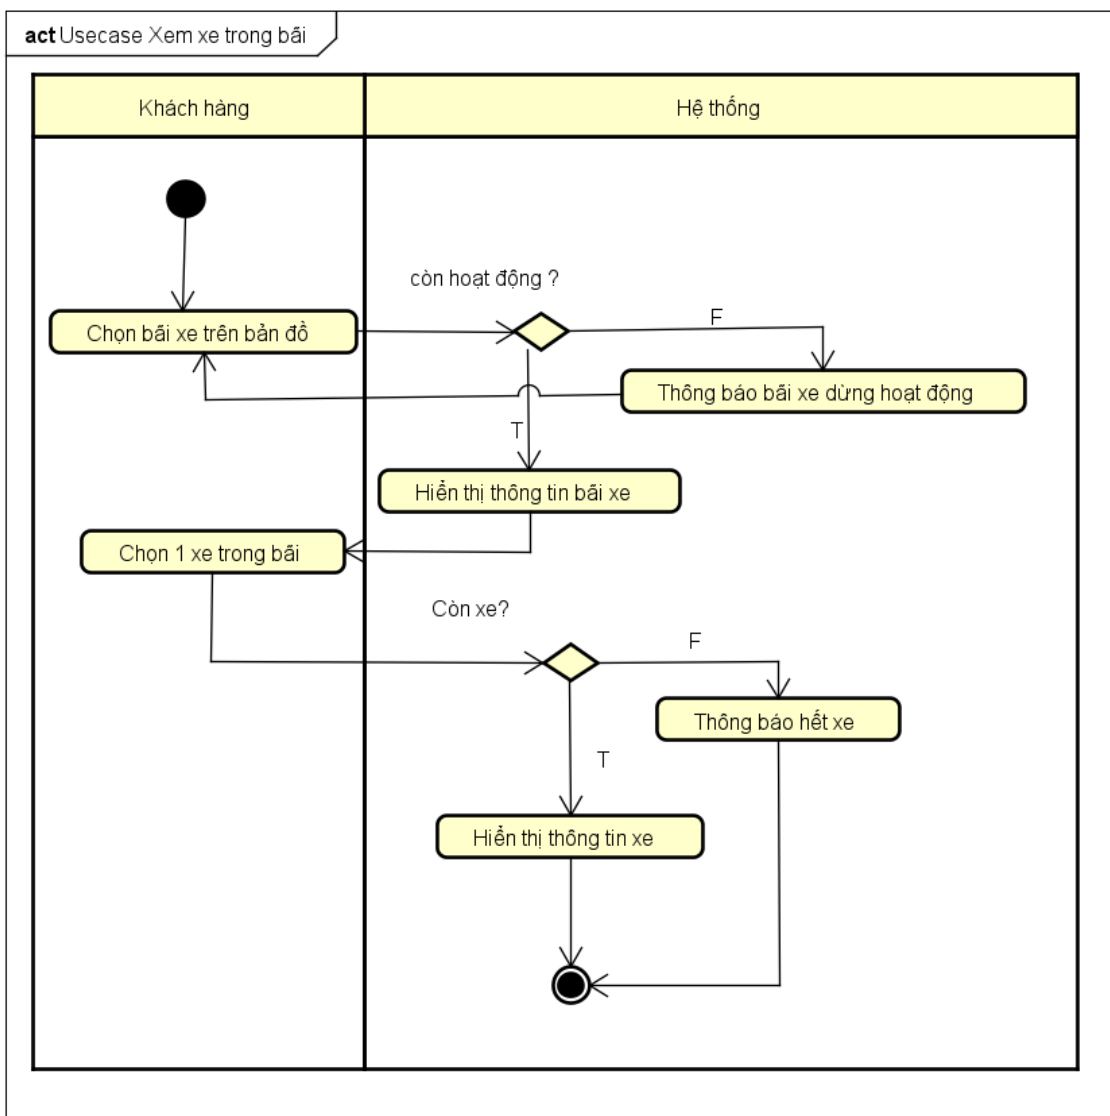 act Usecase Xem xe trong bãi
Khách hàng
Hệ thống
còn hoạt động ?
F
Chọn bãi xe trên bản đồ
Thông báo bãi xe dừng hoạt động
T
Hiển thị thông tin bãi xe
Chọn 1 xe trong bãi
Còn xe?
F
Thông báo hết xe
T
Hiển thị thông tin xe